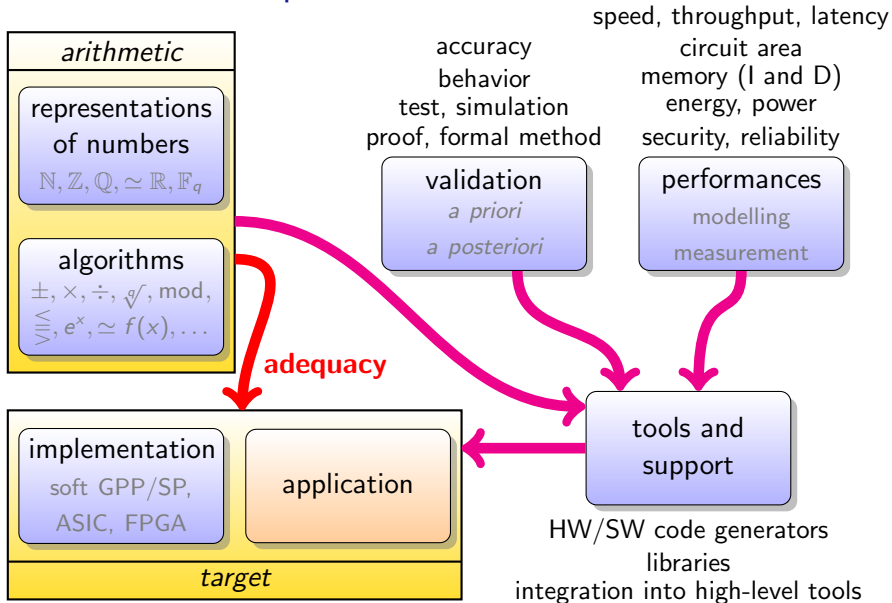 arithmetic
representations
of numbers
ℕ, ℤ, ℚ, ≃ ℝ, 𝔽_q
algorithms
±, ×, ÷, ᑫ√, mod,
⪋, eˣ, ≃ f(x), . . .
adequacy
accuracy
behavior
test, simulation
proof, formal method
validation
a priori
a posteriori
speed, throughput, latency
circuit area
memory (I and D)
energy, power
security, reliability
performances
modelling
measurement
implementation
soft GPP/SP,
ASIC, FPGA
application
target
tools and
support
HW/SW code generators
libraries
integration into high-level tools